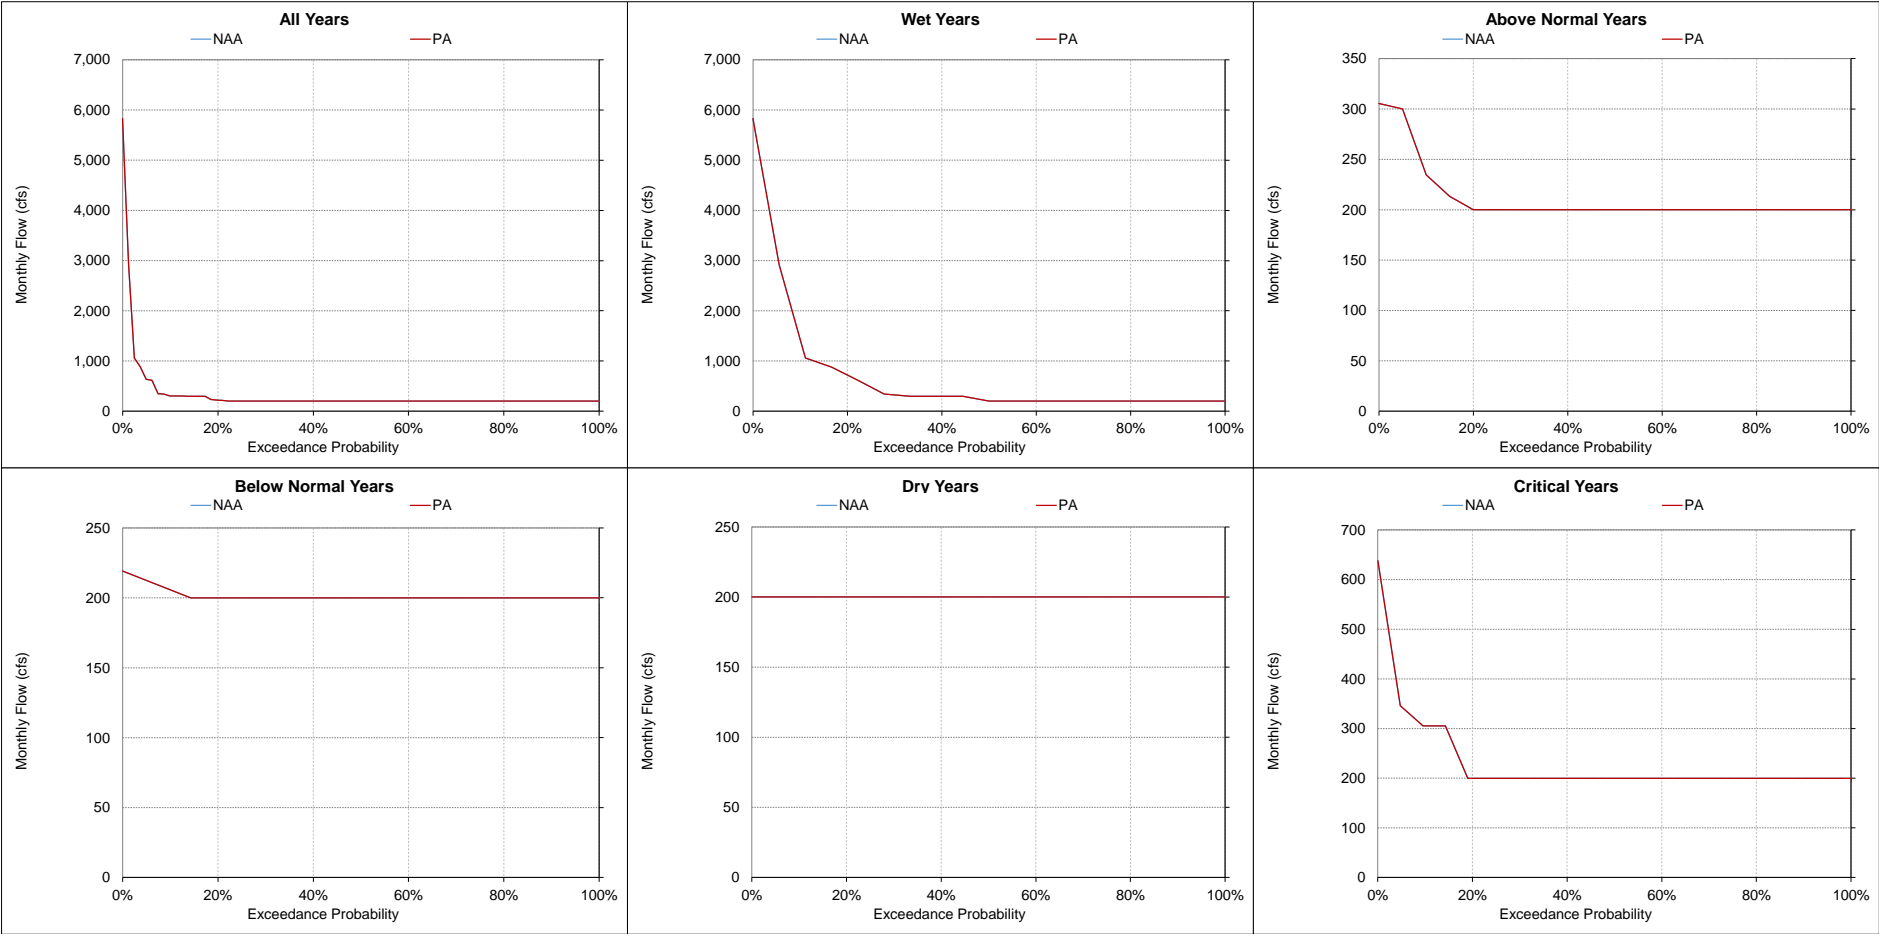 All Years
NAA PA
7,000
6,000
5,000
4,000
3,000
2,000
1,000
0
Monthly Flow (cfs)
0% 20% 40% 60% 80% 100%
Exceedance Probability
Wet Years
NAA PA
7,000
6,000
5,000
4,000
3,000
2,000
1,000
0
Monthly Flow (cfs)
0% 20% 40% 60% 80% 100%
Exceedance Probability
Above Normal Years
NAA PA
350
300
250
200
150
100
50
0
Monthly Flow (cfs)
0% 20% 40% 60% 80% 100%
Exceedance Probability
Below Normal Years
NAA PA
250
200
150
100
50
0
Monthly Flow (cfs)
0% 20% 40% 60% 80% 100%
Exceedance Probability
Dry Years
NAA PA
250
200
150
100
50
0
Monthly Flow (cfs)
0% 20% 40% 60% 80% 100%
Exceedance Probability
Critical Years
NAA PA
700
600
500
400
300
200
100
0
Monthly Flow (cfs)
0% 20% 40% 60% 80% 100%
Exceedance Probability